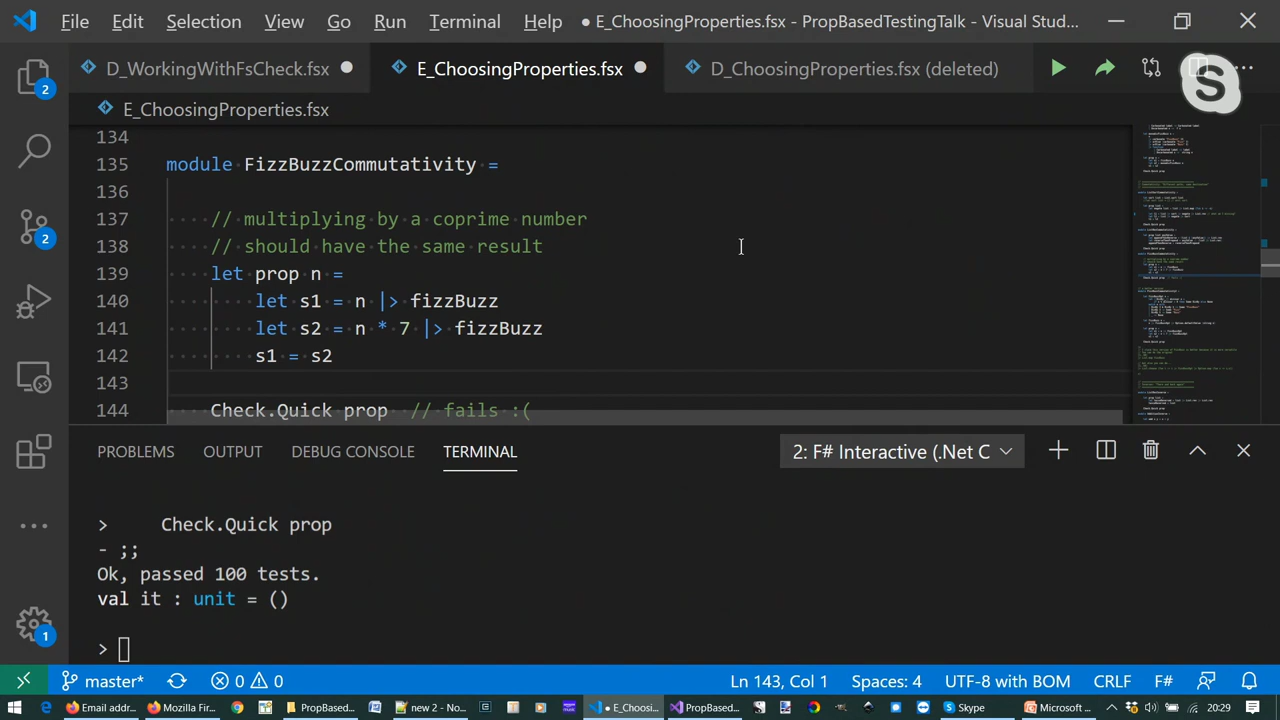 File Edit Selection View Go Run Terminal Help ● E_ChoosingProperties.fsx - PropBasedTestingTalk - Visual Stud...
D_WorkingWithFsCheck.fsx ● E_ChoosingProperties.fsx ● D_ChoosingProperties.fsx (deleted)
E_ChoosingProperties.fsx
134
135 module FizzBuzzCommutativity =
136
137 // multiplying by a coprime number
138 // should have the same result
139 let prop n =
140 let s1 = n |> fizzBuzz
141 let s2 = n * 7 |> fizzBuzz
142 s1 = s2
143
144 Check.Quick prop // fails :(
PROBLEMS OUTPUT DEBUG CONSOLE TERMINAL 2: F# Interactive (.Net C
> Check.Quick prop
- ;;
Ok, passed 100 tests.
val it : unit = ()
>
2
2
1
master* 0 0 Ln 143, Col 1 Spaces: 4 UTF-8 with BOM CRLF F#
Email addr... Mozilla Fir... PropBased... new 2 - No... ● E_Choosi... PropBased... Skype Microsoft ... 20:29